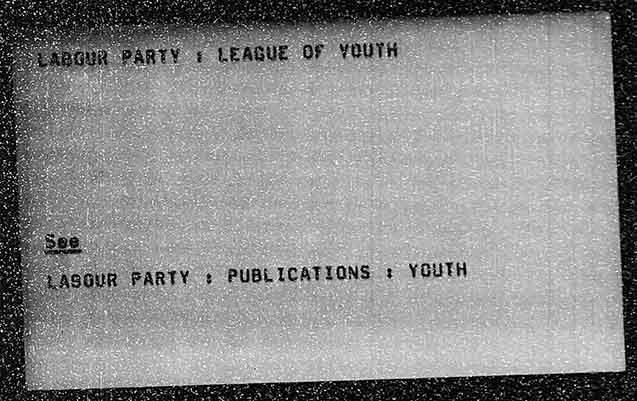 LABOUR PARTY : LEAGUE OF YOUTH
See
LABOUR PARTY : PUBLICATIONS : YOUTH